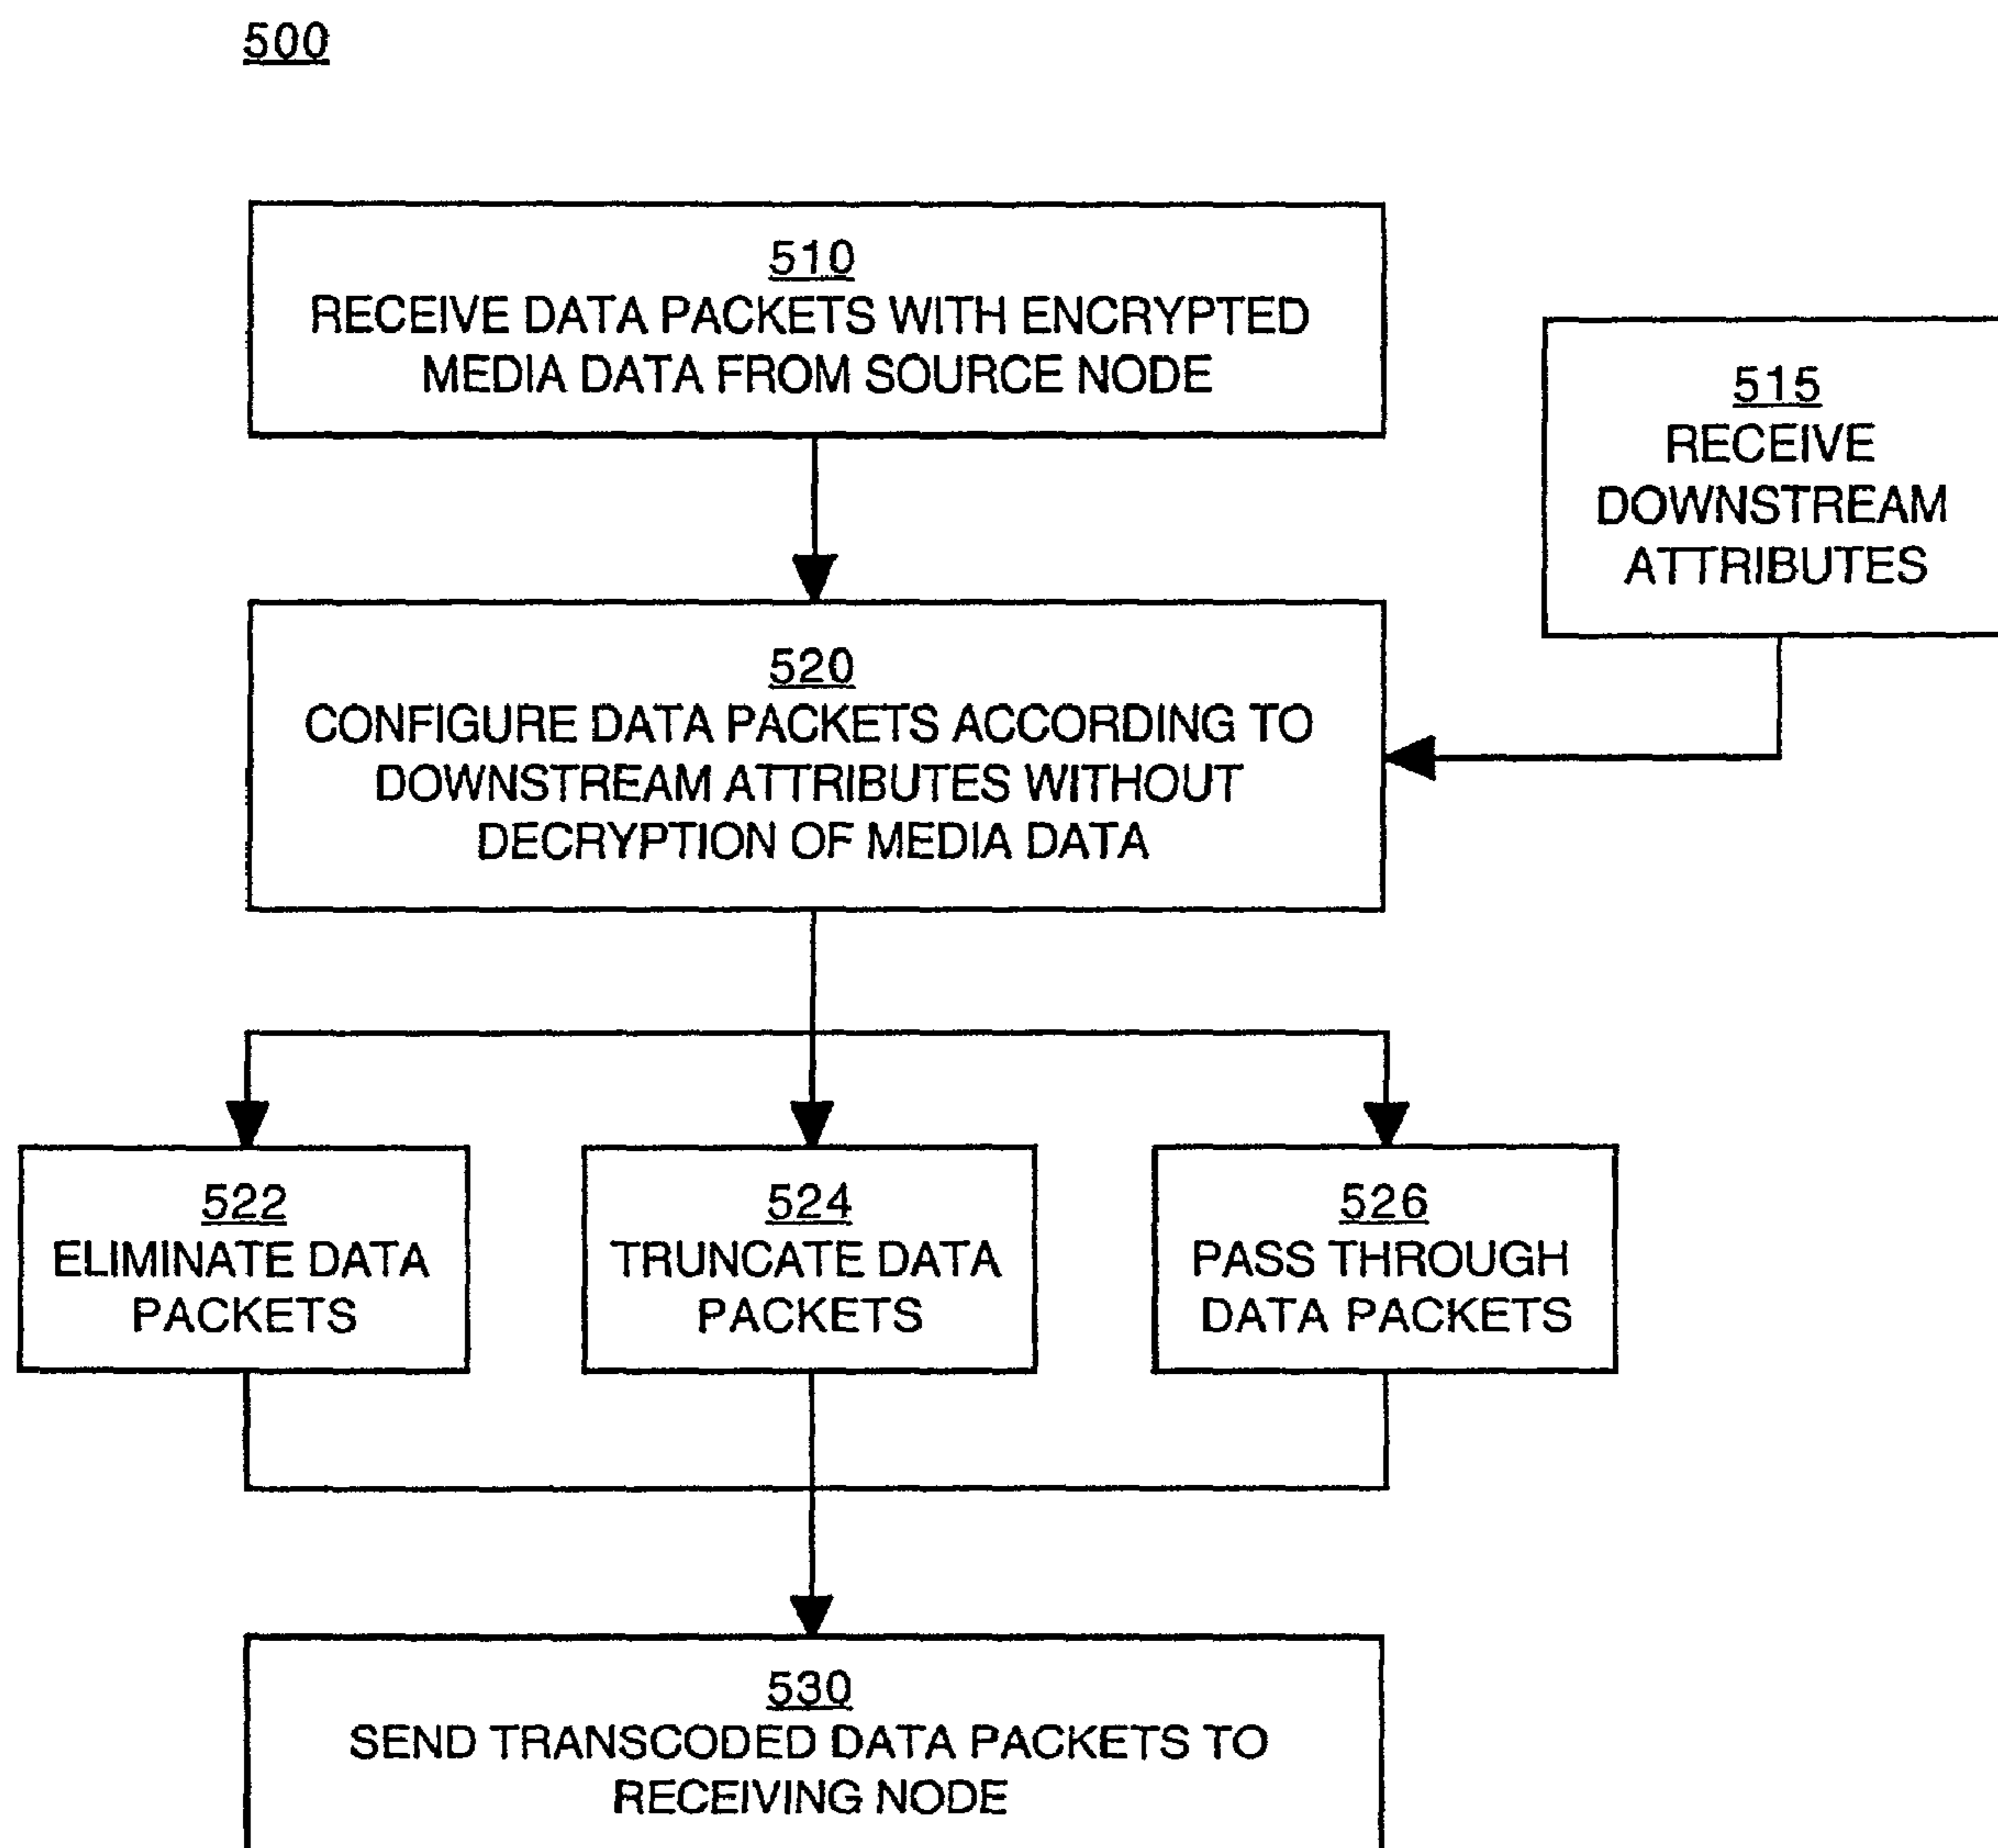 500
510
RECEIVE DATA PACKETS WITH ENCRYPTED
MEDIA DATA FROM SOURCE NODE
515
RECEIVE
DOWNSTREAM
ATTRIBUTES
520
CONFIGURE DATA PACKETS ACCORDING TO
DOWNSTREAM ATTRIBUTES WITHOUT
DECRYPTION OF MEDIA DATA
522
ELIMINATE DATA
PACKETS
524
TRUNCATE DATA
PACKETS
526
PASS THROUGH
DATA PACKETS
530
SEND TRANSCODED DATA PACKETS TO
RECEIVING NODE